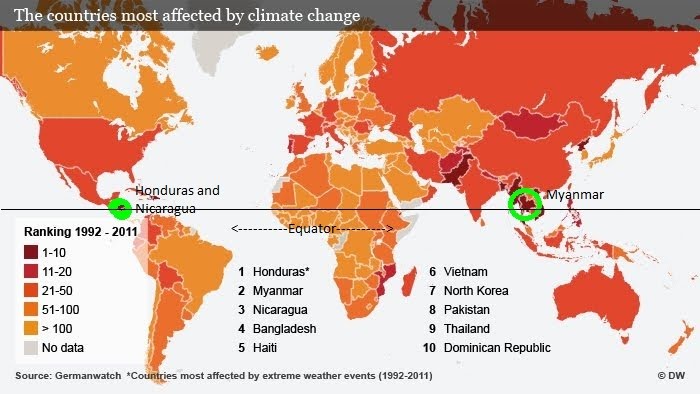 The countries most affected by climate change
Honduras and
Nicaragua
Myanmar
<---------Equator--------->
Ranking 1992 - 2011
1-10
11-20
21-50
51-100
> 100
No data
1 Honduras*
2 Myanmar
3 Nicaragua
4 Bangladesh
5 Haiti
6 Vietnam
7 North Korea
8 Pakistan
9 Thailand
10 Dominican Republic
Source: Germanwatch *Countries most affected by extreme weather events (1992-2011)
© DW